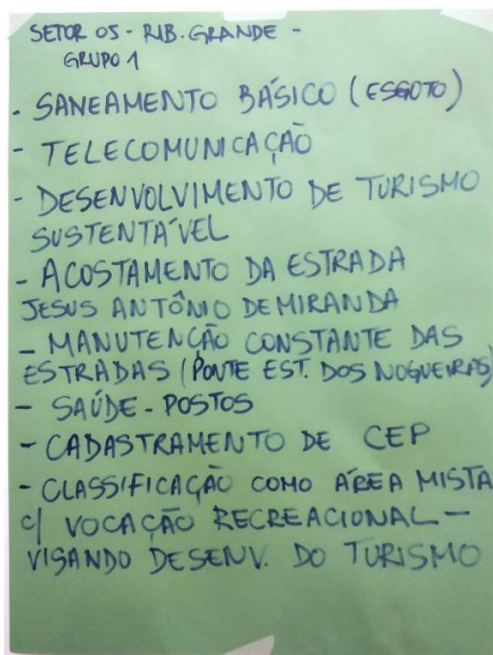 SETOR 05 - RIB. GRANDE -
GRUPO 1
- SANEAMENTO BÁSICO (ESGOTO)
- TELECOMUNICAÇÃO
- DESENVOLVIMENTO DE TURISMO
SUSTENTÁVEL
- ACOSTAMENTO DA ESTRADA
JESUS ANTÔNIO DE MIRANDA
- MANUTENÇÃO CONSTANTE DAS
ESTRADAS (PONTE EST. DOS NOGUEIRAS)
- SAÚDE - POSTOS
- CADASTRAMENTO DE CEP
- CLASSIFICAÇÃO COMO ÁREA MISTA
C/ VOCAÇÃO RECREACIONAL -
VISANDO DESENV. DO TURISMO